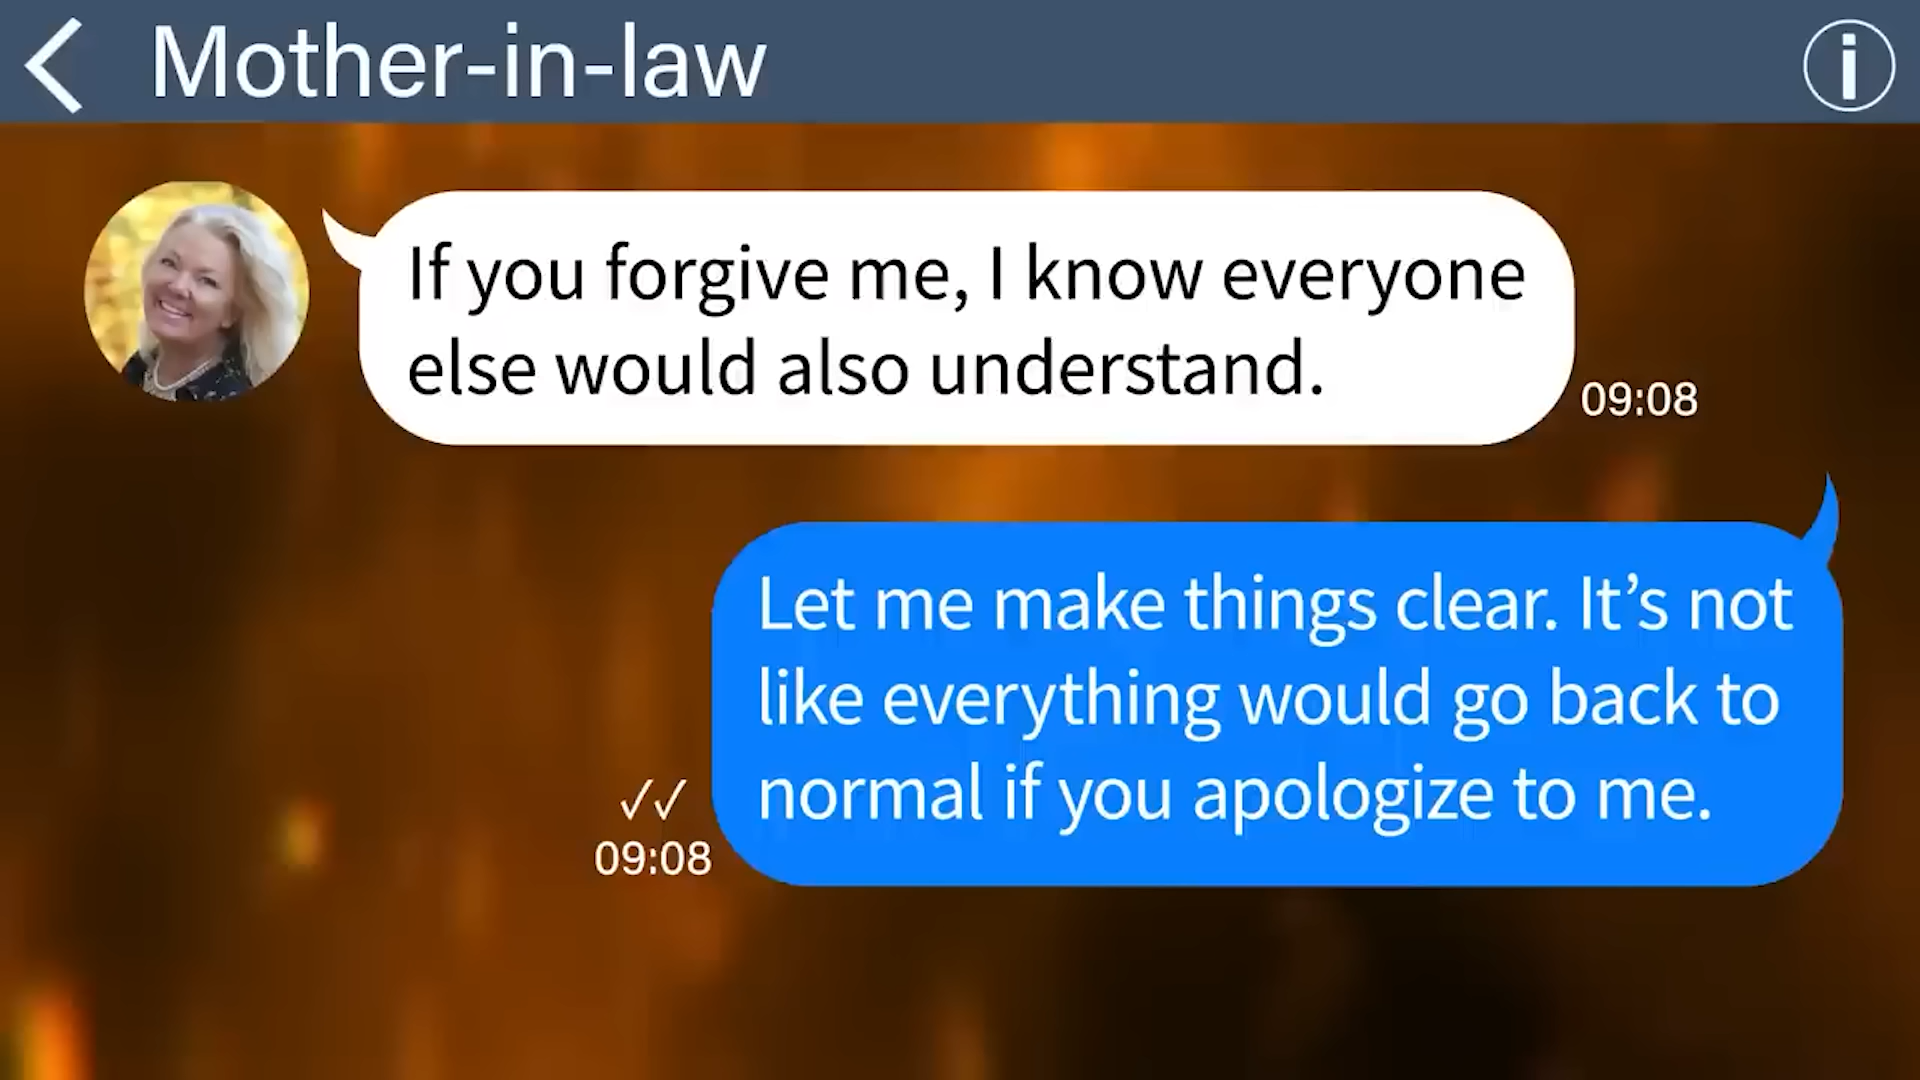 Mother-in-law
If you forgive me, I know everyone
else would also understand.
09:08
Let me make things clear. It’s not
like everything would go back to
normal if you apologize to me.
09:08